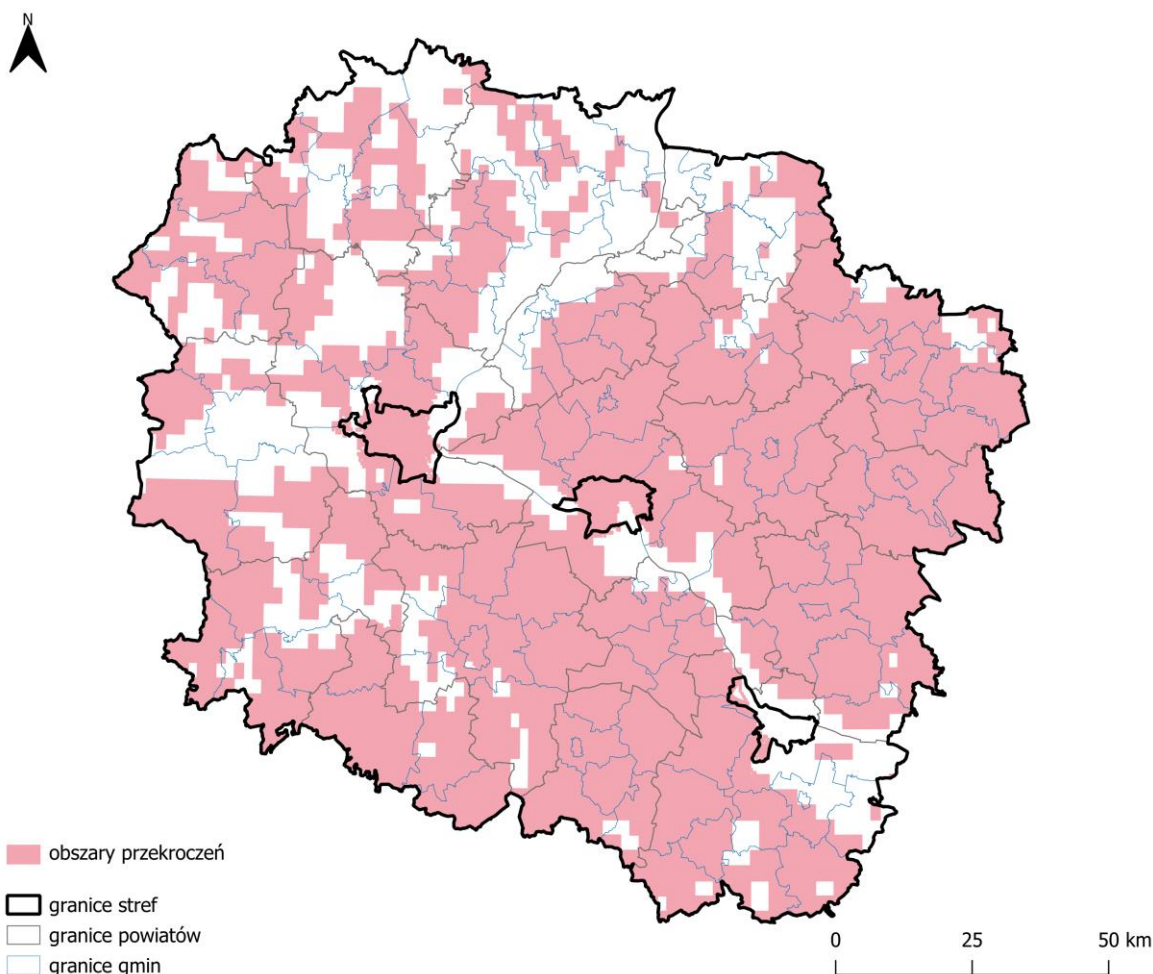 N
obszary przekroczeń
granice stref
granice powiatów
granice gmin
0 25 50 km